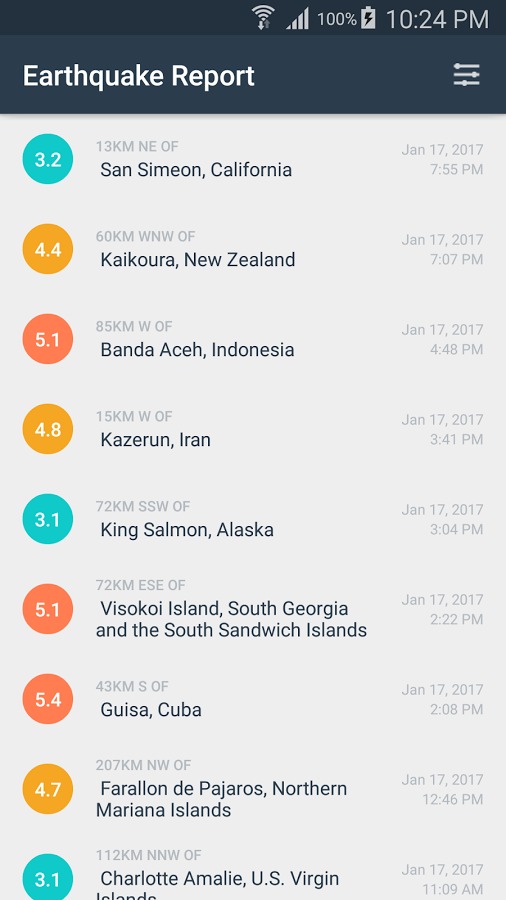 100% 10:24 PM
Earthquake Report
3.2
13KM NE OF
San Simeon, California
Jan 17, 2017
7:55 PM
4.4
60KM WNW OF
Kaikoura, New Zealand
Jan 17, 2017
7:07 PM
5.1
85KM W OF
Banda Aceh, Indonesia
Jan 17, 2017
4:48 PM
4.8
15KM W OF
Kazerun, Iran
Jan 17, 2017
3:41 PM
3.1
72KM SSW OF
King Salmon, Alaska
Jan 17, 2017
3:04 PM
5.1
72KM ESE OF
Visokoi Island, South Georgia
and the South Sandwich Islands
Jan 17, 2017
2:22 PM
5.4
43KM S OF
Guisa, Cuba
Jan 17, 2017
2:08 PM
4.7
207KM NW OF
Farallon de Pajaros, Northern
Mariana Islands
Jan 17, 2017
12:46 PM
3.1
112KM NNW OF
Charlotte Amalie, U.S. Virgin
Islands
Jan 17, 2017
11:09 AM